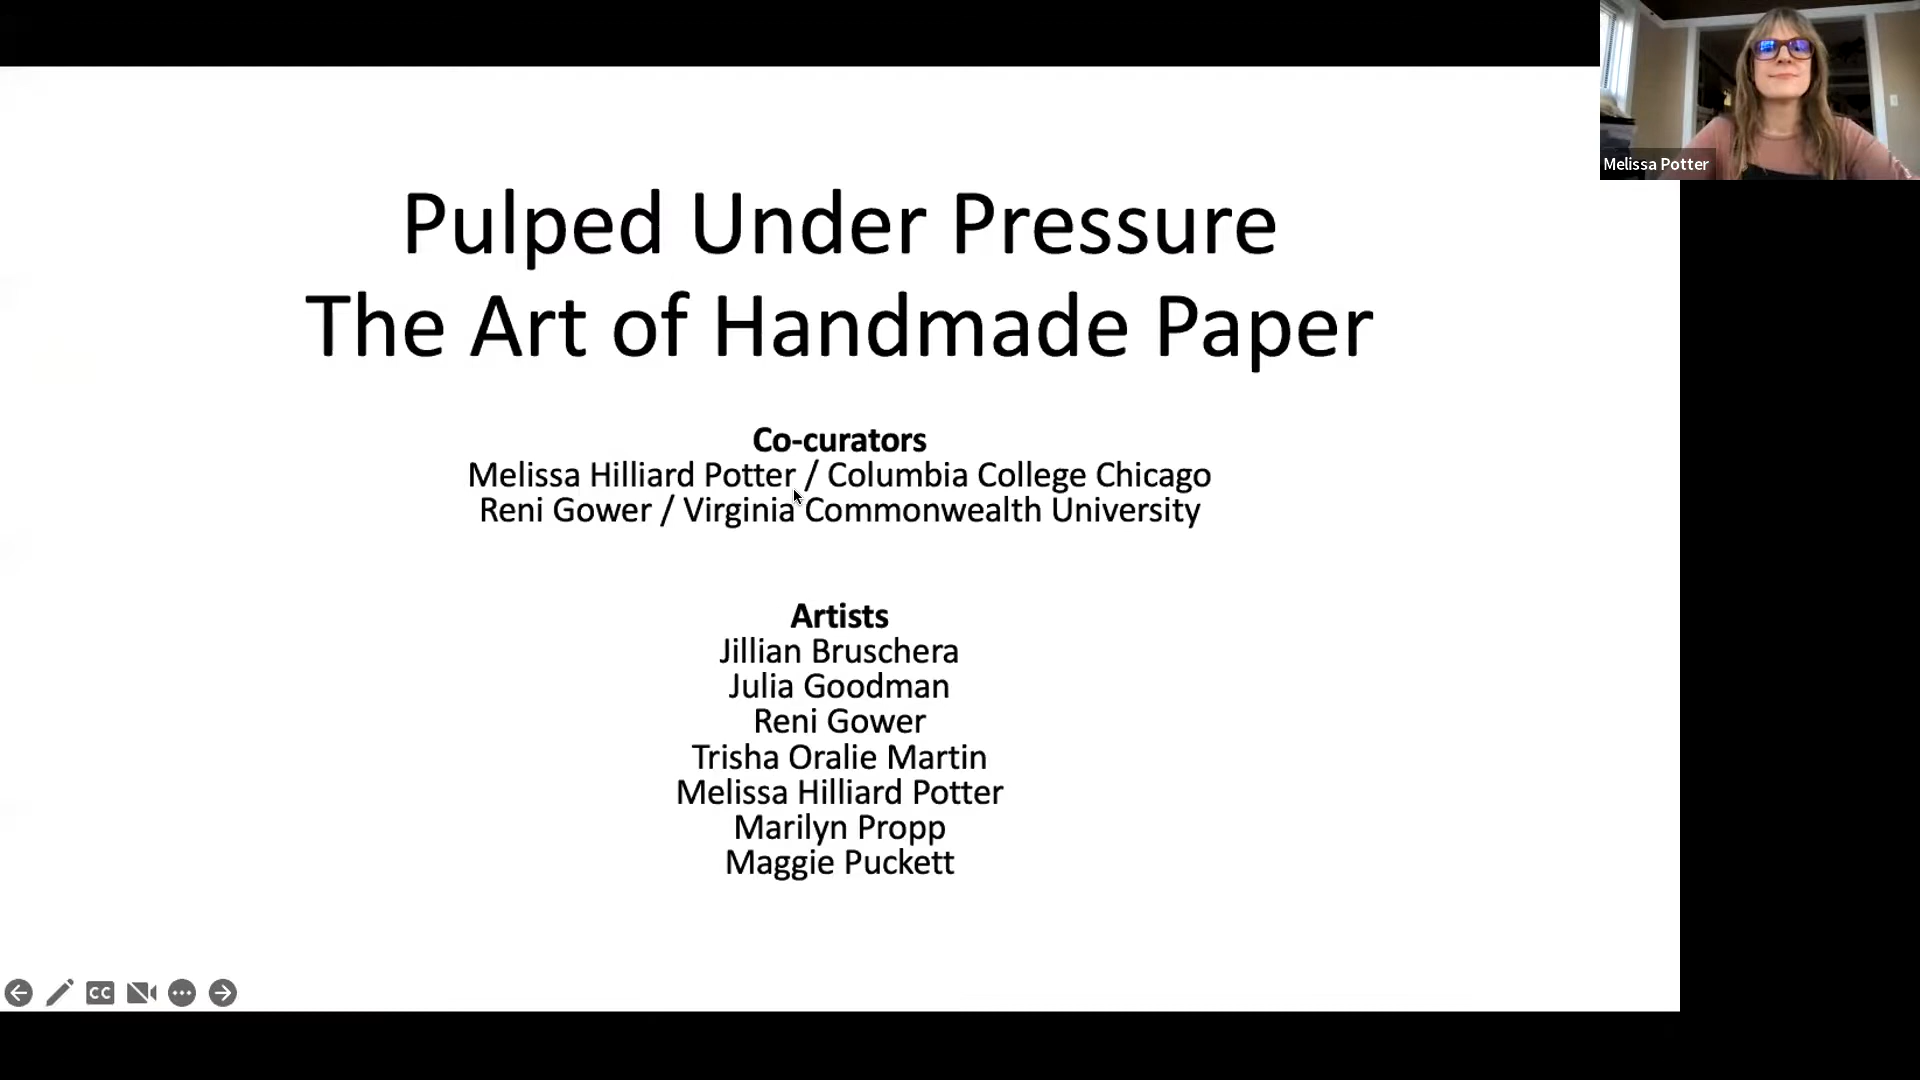 Pulped Under Pressure
The Art of Handmade Paper
Co-curators
Melissa Hilliard Potter / Columbia College Chicago
Reni Gower / Virginia Commonwealth University
Artists
Jillian Bruschera
Julia Goodman
Reni Gower
Trisha Oralie Martin
Melissa Hilliard Potter
Marilyn Propp
Maggie Puckett
Melissa Potter
CC